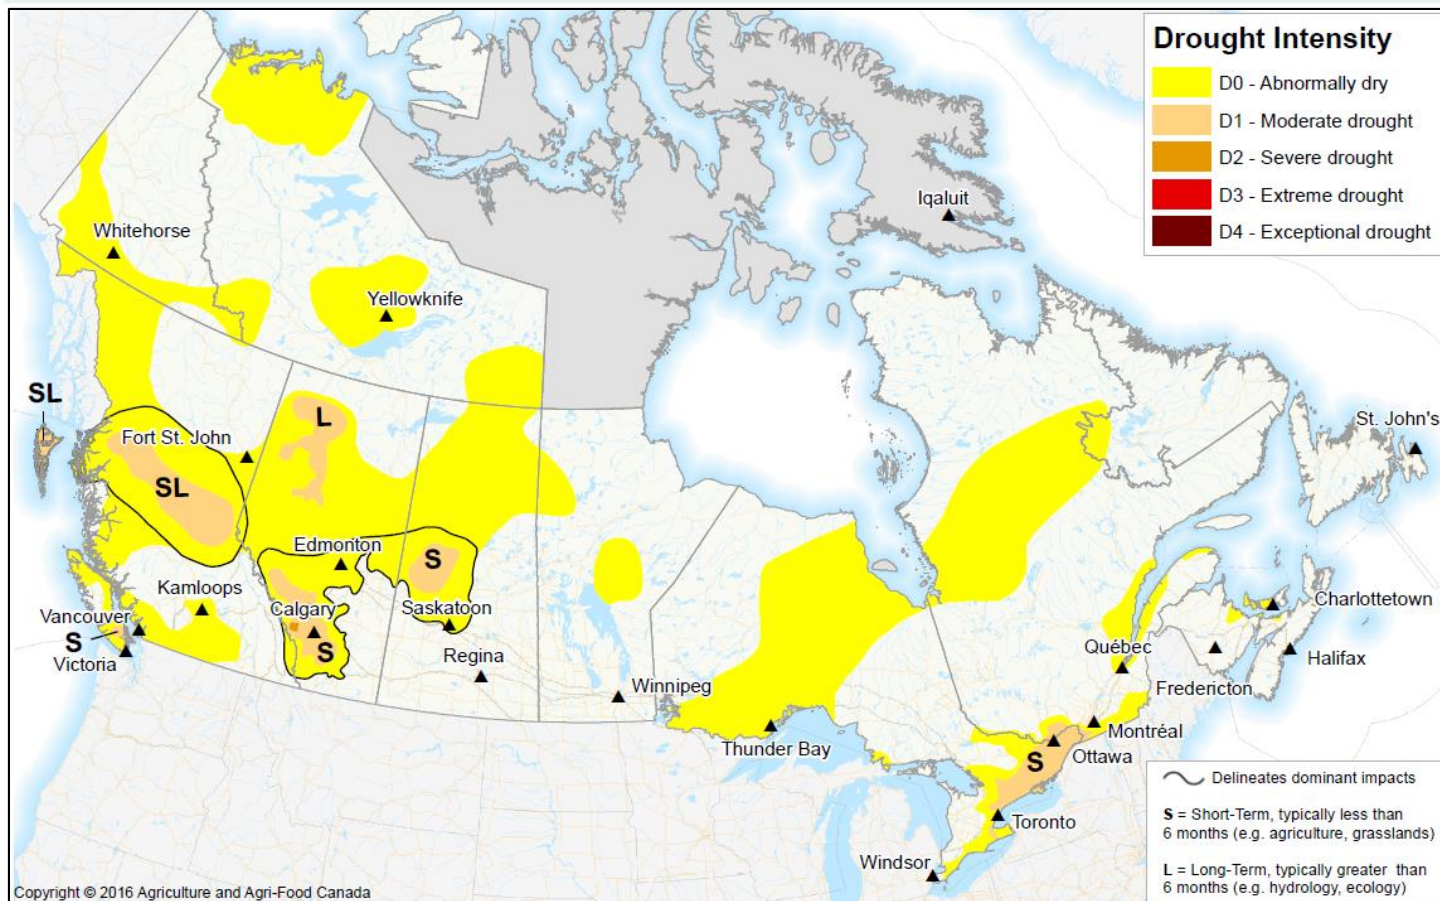 Drought Intensity
D0 - Abnormally dry
D1 - Moderate drought
D2 - Severe drought
D3 - Extreme drought
D4 - Exceptional drought
Iqaluit
Whitehorse
Yellowknife
SL
L
St. John's
Fort St. John
SL
Edmonton
S
Kamloops
Calgary
Saskatoon
Charlottetown
Vancouver
S
Victoria
S
Regina
Québec
Halifax
Winnipeg
Fredericton
Thunder Bay
Montréal
Ottawa
S
Toronto
Windsor
Delineates dominant impacts
S = Short-Term, typically less than
6 months (e.g. agriculture, grasslands)
L = Long-Term, typically greater than
6 months (e.g. hydrology, ecology)
Copyright © 2016 Agriculture and Agri-Food Canada